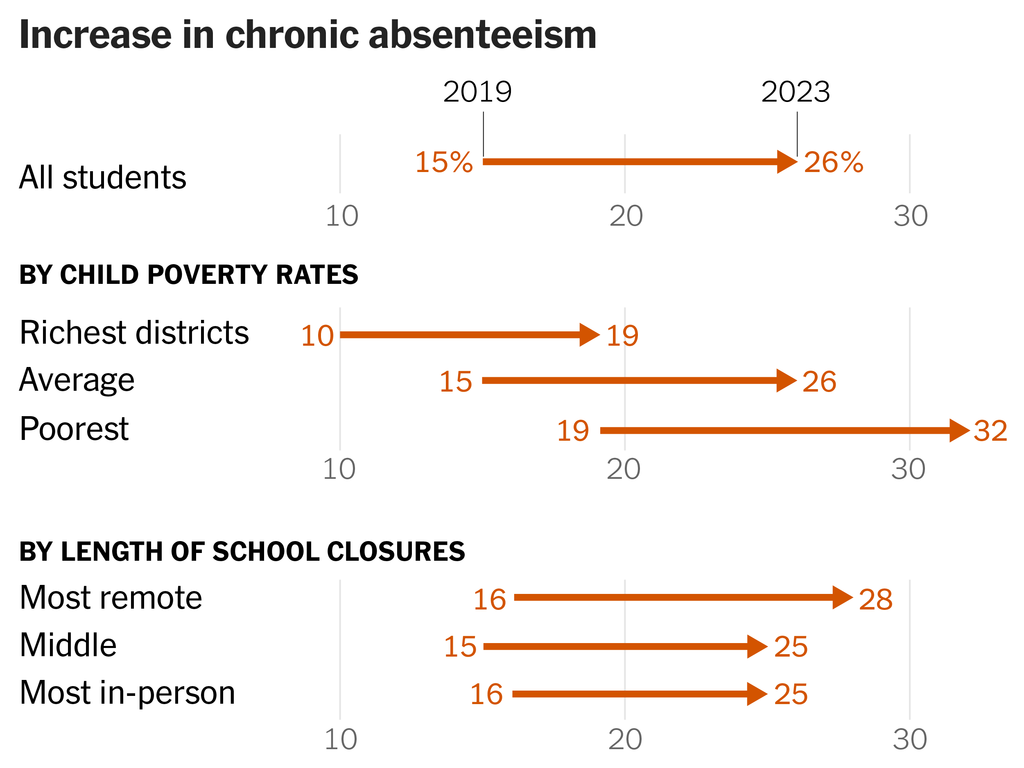 Increase in chronic absenteeism
2019 2023
All students 15% 26%
10 20 30
BY CHILD POVERTY RATES
Richest districts 10 19
Average 15 26
Poorest 19 32
10 20 30
BY LENGTH OF SCHOOL CLOSURES
Most remote 16 28
Middle 15 25
Most in-person 16 25
10 20 30